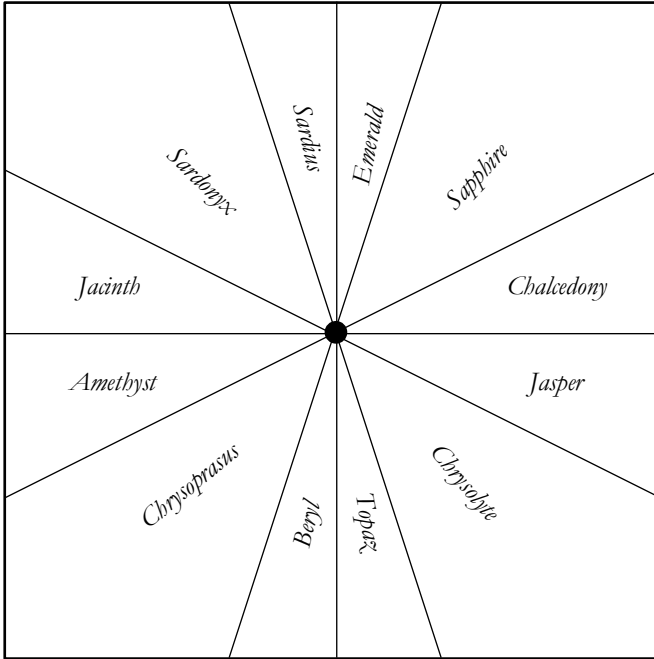 Sardius
Emerald
Sardonyx
Sapphire
Jacinth
Chalcedony
Amethyst
Jasper
Chrysoprasus
Chrysolyte
Beryl
Topaz